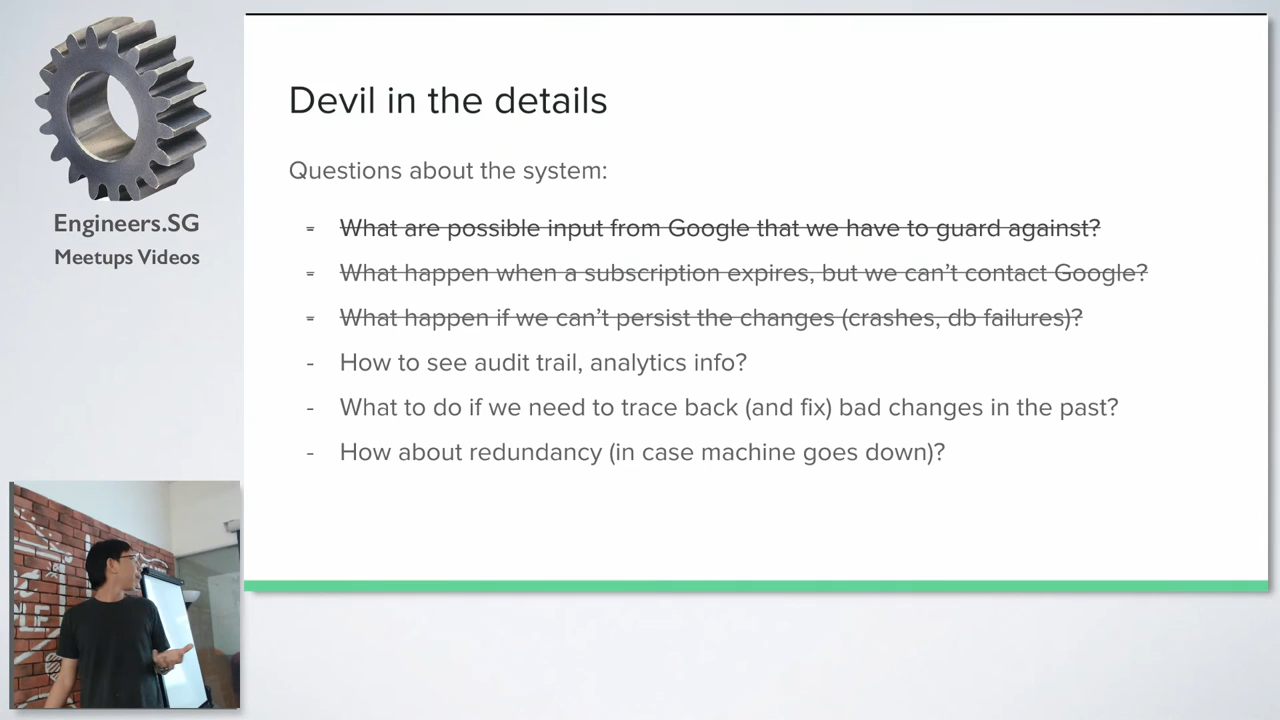 Engineers.SG
Meetups Videos
Devil in the details
Questions about the system:
- What are possible input from Google that we have to guard against?
- What happen when a subscription expires, but we can't contact Google?
- What happen if we can't persist the changes (crashes, db failures)?
- How to see audit trail, analytics info?
- What to do if we need to trace back (and fix) bad changes in the past?
- How about redundancy (in case machine goes down)?